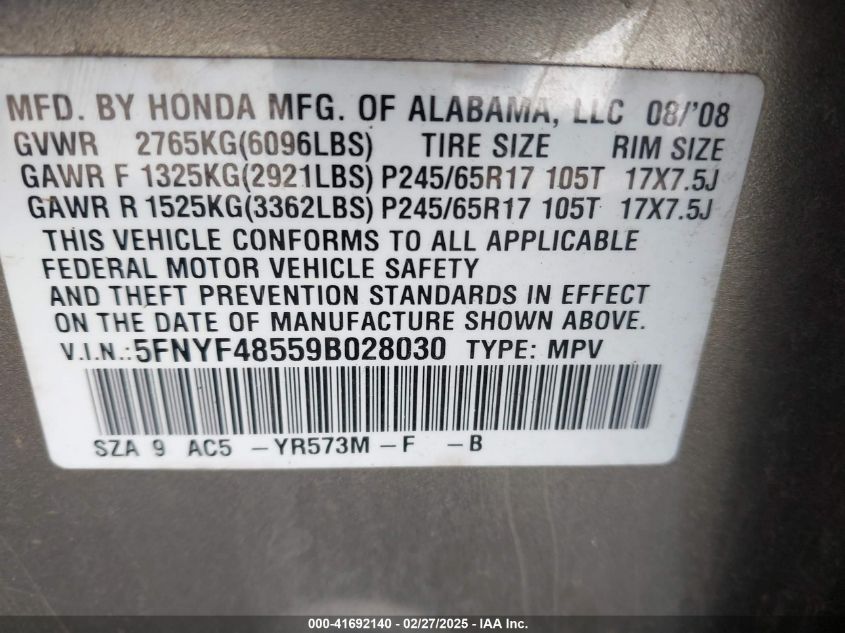 MFD. BY HONDA MFG. OF ALABAMA, LLC 08/'08
GVWR 2765KG(6096LBS) TIRE SIZE RIM SIZE
GAWR F 1325KG(2921LBS) P245/65R17 105T 17X7.5J
GAWR R 1525KG(3362LBS) P245/65R17 105T 17X7.5J
THIS VEHICLE CONFORMS TO ALL APPLICABLE
FEDERAL MOTOR VEHICLE SAFETY
AND THEFT PREVENTION STANDARDS IN EFFECT
ON THE DATE OF MANUFACTURE SHOWN ABOVE.
V.I.N.:5FNYF48559B028030 TYPE: MPV
SZA 9 AC5 -YR573M-F -B
000-41692140 - 02/27/2025 - IAA Inc.